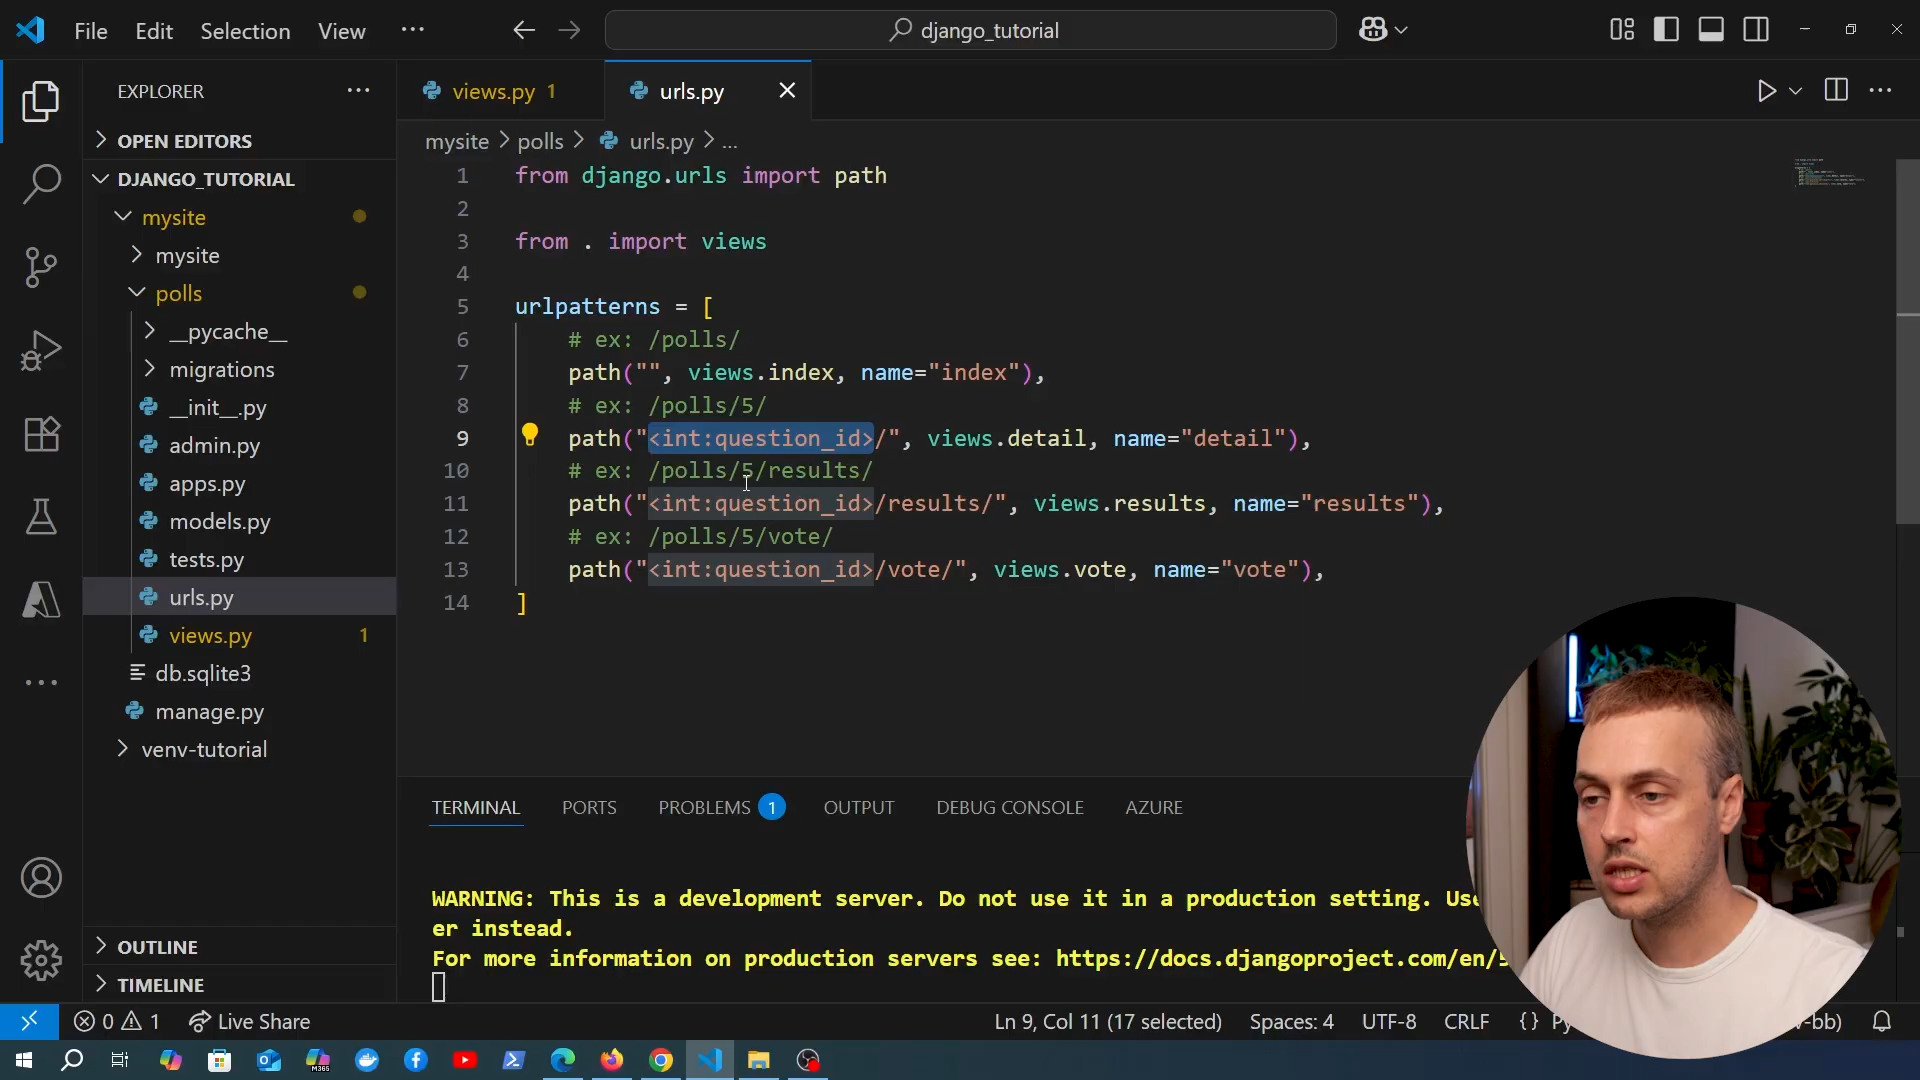 File Edit Selection View ···
django_tutorial
EXPLORER
OPEN EDITORS
DJANGO_TUTORIAL
mysite
mysite
polls
__pycache__
migrations
__init__.py
admin.py
apps.py
models.py
tests.py
urls.py
views.py 1
db.sqlite3
manage.py
venv-tutorial
OUTLINE
TIMELINE
views.py 1
urls.py
mysite > polls > urls.py > ...
1 from django.urls import path
2
3 from . import views
4
5 urlpatterns = [
6 # ex: /polls/
7 path("", views.index, name="index"),
8 # ex: /polls/5/
9 path("<int:question_id>/", views.detail, name="detail"),
10 # ex: /polls/5/results/
11 path("<int:question_id>/results/", views.results, name="results"),
12 # ex: /polls/5/vote/
13 path("<int:question_id>/vote/", views.vote, name="vote"),
14 ]
TERMINAL PORTS PROBLEMS 1 OUTPUT DEBUG CONSOLE AZURE
WARNING: This is a development server. Do not use it in a production setting. Use
er instead.
For more information on production servers see: https://docs.djangoproject.com/en/5
0 1 Live Share Ln 9, Col 11 (17 selected) Spaces: 4 UTF-8 CRLF {} Py -bb)
M365